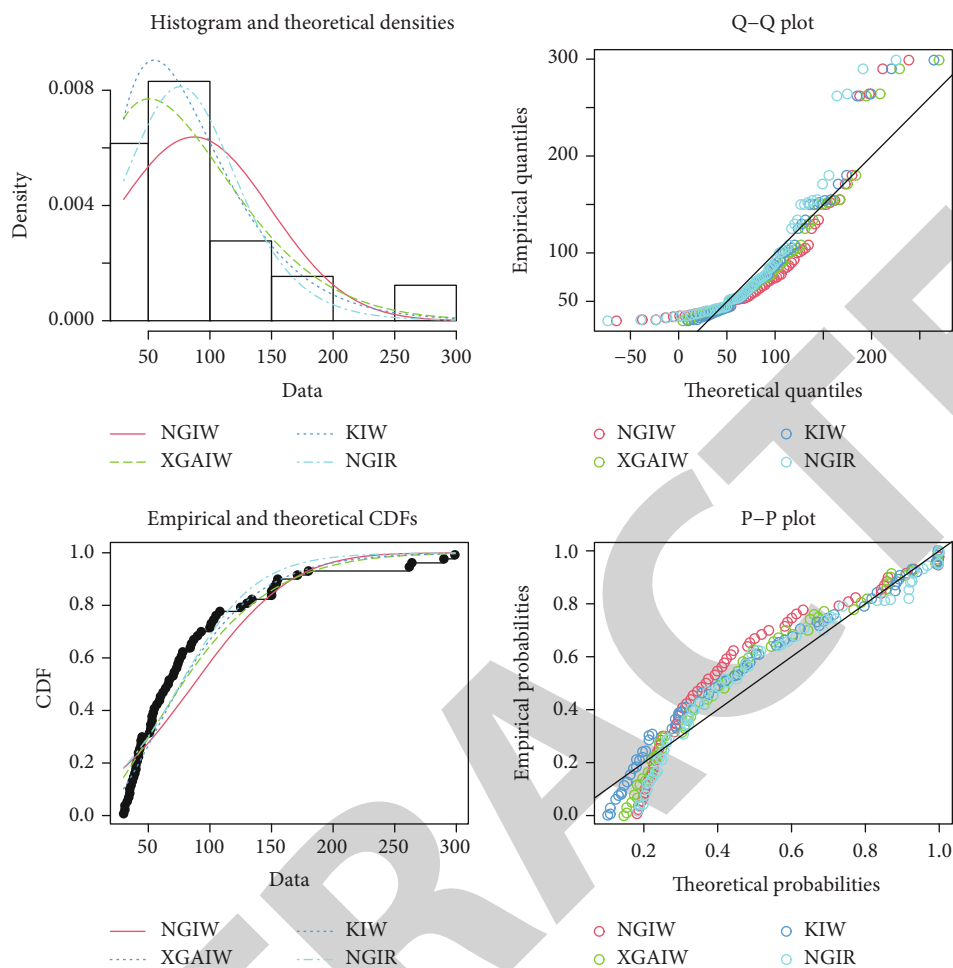 Histogram and theoretical densities
Density
0.008
0.004
0.000
50 100 150 200 250 300
Data
NGIW KIW
XGAIW NGIR
Q–Q plot
Empirical quantiles
300
200
100
50
−50 0 50 100 200
Theoretical quantiles
NGIW KIW
XGAIW NGIR
Empirical and theoretical CDFs
CDF
1.0
0.8
0.6
0.4
0.2
0.0
50 100 150 200 250 300
Data
NGIW KIW
XGAIW NGIR
P–P plot
Empirical probabilities
1.0
0.8
0.6
0.4
0.2
0.0
0.2 0.4 0.6 0.8 1.0
Theoretical probabilities
NGIW KIW
XGAIW NGIR